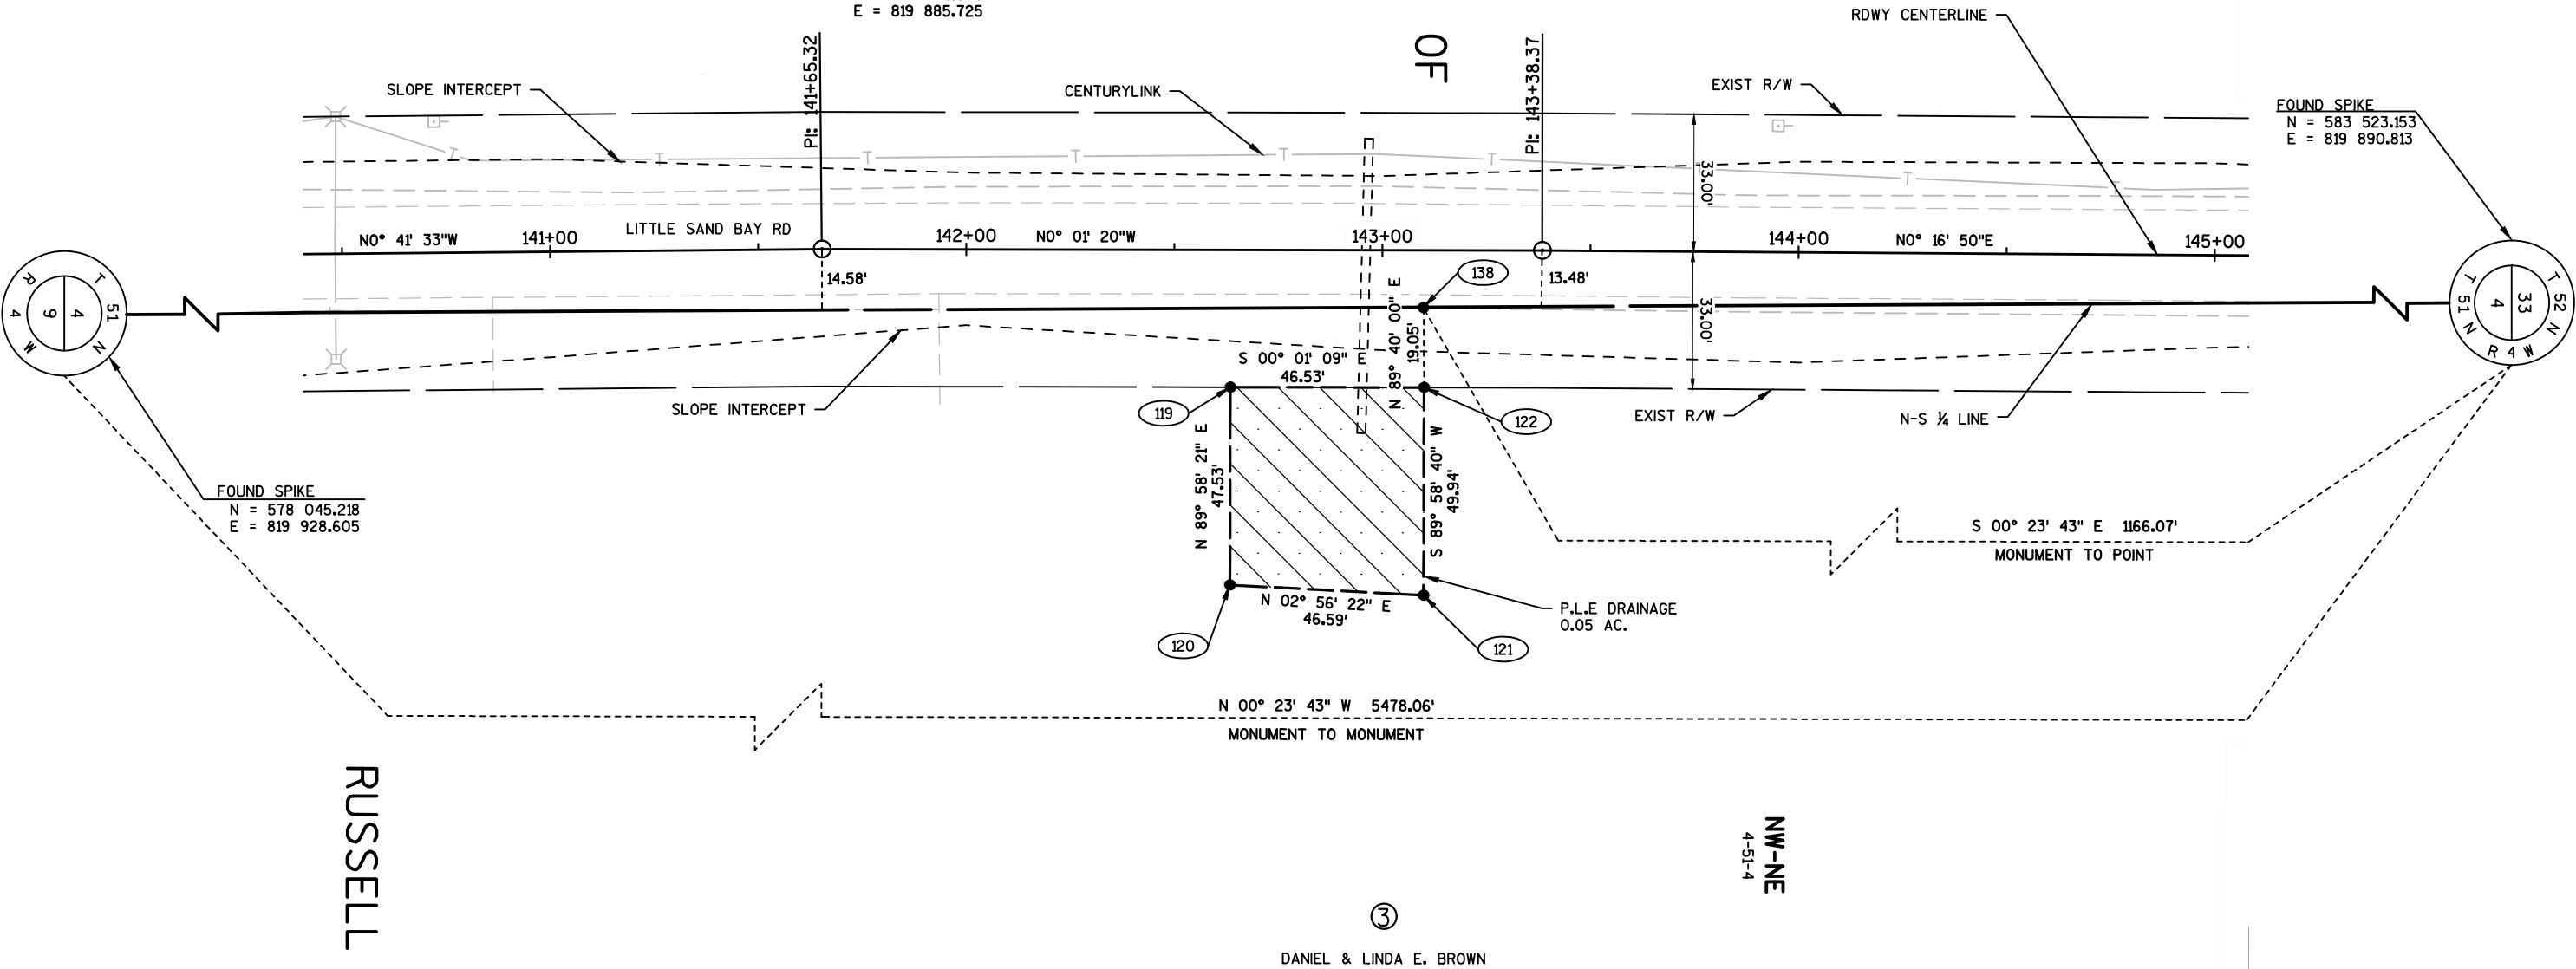 E = 819 885.725
RDWY CENTERLINE
OF
PI: 141+65.32
PI: 143+38.37
SLOPE INTERCEPT
CENTURYLINK
EXIST R/W
FOUND SPIKE
N = 583 523.153
E = 819 890.813
T
T
T
T
T
T
T
T
33.00'
LITTLE SAND BAY RD
N0° 41' 33"W
141+00
142+00
N0° 01' 20"W
143+00
144+00
N0° 16' 50"E
145+00
14.58'
138
13.48'
33.00'
T 51 N
R 4 W
4
9
T 52 N
T 51 N
R 4 W
33
4
N 89° 40' 00" E
19.05'
S 00° 01' 09" E
46.53'
SLOPE INTERCEPT
119
122
EXIST R/W
N-S ¼ LINE
N 89° 58' 21" E
47.53'
S 89° 58' 40" W
49.94'
FOUND SPIKE
N = 578 045.218
E = 819 928.605
S 00° 23' 43" E 1166.07'
MONUMENT TO POINT
N 02° 56' 22" E
46.59'
P.L.E DRAINAGE
0.05 AC.
120
121
N 00° 23' 43" W 5478.06'
MONUMENT TO MONUMENT
RUSSELL
NW-NE
4-51-4
3
DANIEL & LINDA E. BROWN